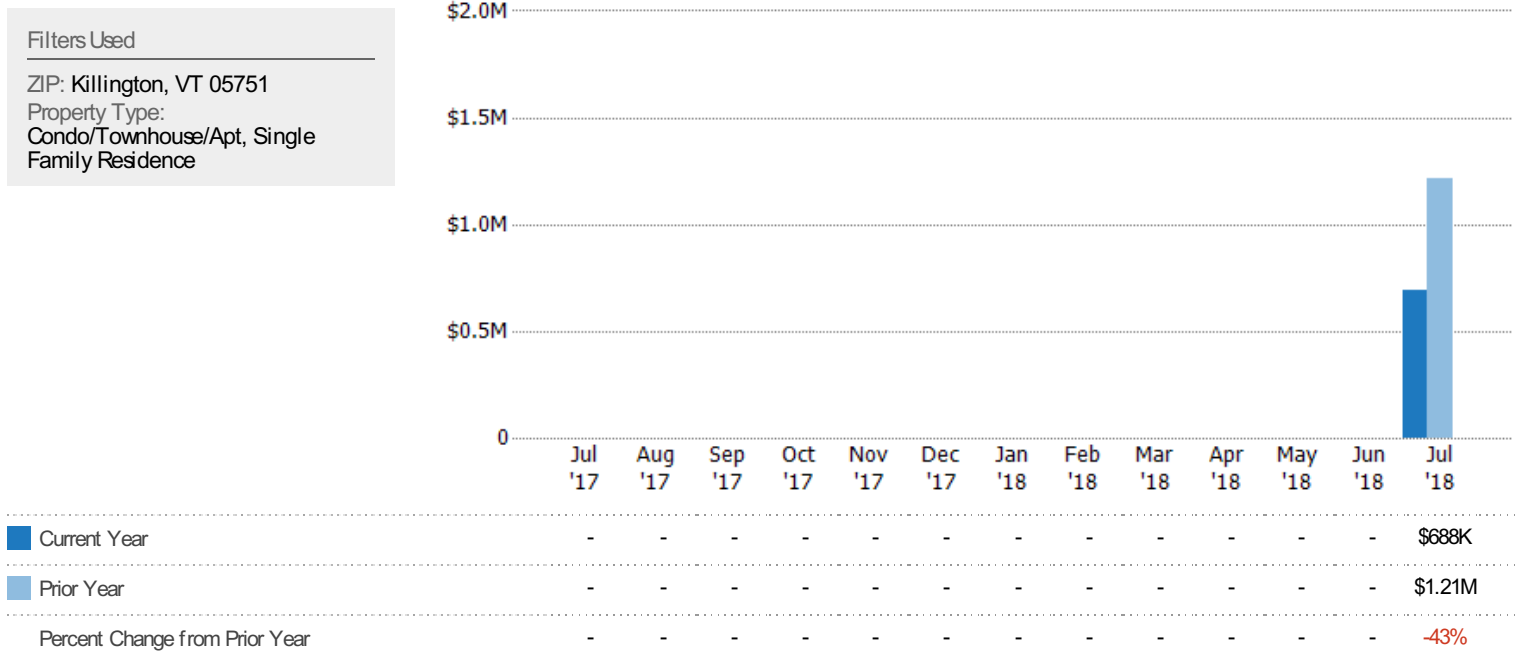 Filters Used
ZIP: Killington, VT 05751
Property Type:
Condo/Townhouse/Apt, Single
Family Residence
$2.0M
$1.5M
$1.0M
$0.5M
0
Jul Aug Sep Oct Nov Dec Jan Feb Mar Apr May Jun Jul
'17 '17 '17 '17 '17 '17 '18 '18 '18 '18 '18 '18 '18
Current Year - - - - - - - - - - - - $688K
Prior Year - - - - - - - - - - - - $1.21M
Percent Change from Prior Year - - - - - - - - - - - - -43%